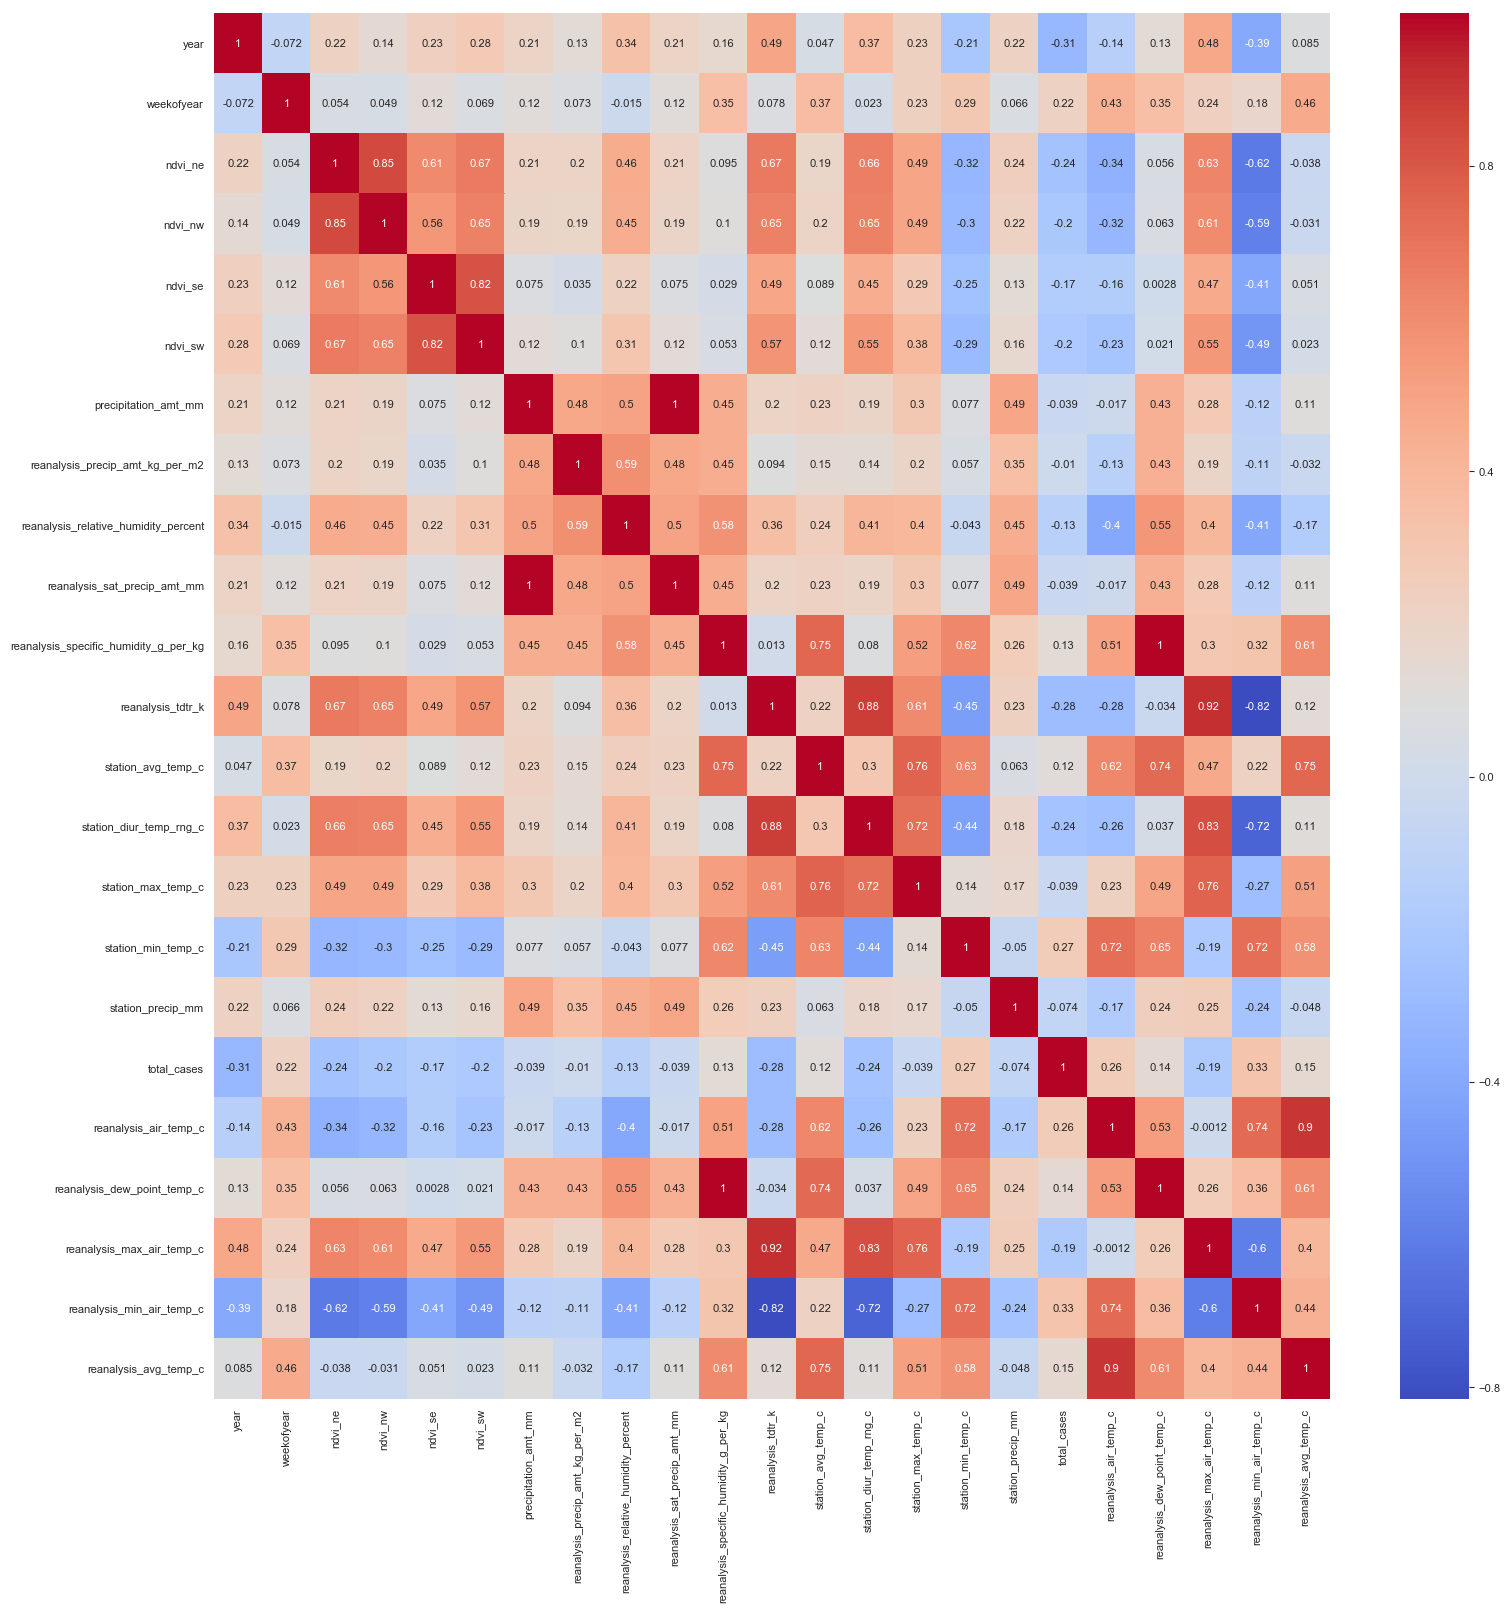 year 1 -0.072 0.22 0.14 0.23 0.28 0.21 0.13 0.34 0.21 0.16 0.49 0.047 0.37 0.23 -0.21 0.22 -0.31 -0.14 0.13 0.48 -0.39 0.085
weekofyear -0.072 1 0.054 0.049 0.12 0.069 0.12 0.073 -0.015 0.12 0.35 0.078 0.37 0.023 0.23 0.29 0.066 0.22 0.43 0.35 0.24 0.18 0.46
ndvi_ne 0.22 0.054 1 0.85 0.61 0.67 0.21 0.2 0.46 0.21 0.095 0.67 0.19 0.66 0.49 -0.32 0.24 -0.24 -0.34 0.056 0.63 -0.62 -0.038
0.8
ndvi_nw 0.14 0.049 0.85 1 0.56 0.65 0.19 0.19 0.45 0.19 0.1 0.65 0.2 0.65 0.49 -0.3 0.22 -0.2 -0.32 0.063 0.61 -0.59 -0.031
ndvi_se 0.23 0.12 0.61 0.56 1 0.82 0.075 0.035 0.22 0.075 0.029 0.49 0.089 0.45 0.29 -0.25 0.13 -0.17 -0.16 0.0028 0.47 -0.41 0.051
ndvi_sw 0.28 0.069 0.67 0.65 0.82 1 0.12 0.1 0.31 0.12 0.053 0.57 0.12 0.55 0.38 -0.29 0.16 -0.2 -0.23 0.021 0.55 -0.49 0.023
precipitation_amt_mm 0.21 0.12 0.21 0.19 0.075 0.12 1 0.48 0.5 1 0.45 0.2 0.23 0.19 0.3 0.077 0.49 -0.039 -0.017 0.43 0.28 -0.12 0.11
reanalysis_precip_amt_kg_per_m2 0.13 0.073 0.2 0.19 0.035 0.1 0.48 1 0.59 0.48 0.45 0.094 0.15 0.14 0.2 0.057 0.35 -0.01 -0.13 0.43 0.19 -0.11 -0.032
0.4
reanalysis_relative_humidity_percent 0.34 -0.015 0.46 0.45 0.22 0.31 0.5 0.59 1 0.5 0.58 0.36 0.24 0.41 0.4 -0.043 0.45 -0.13 -0.4 0.55 0.4 -0.41 -0.17
reanalysis_sat_precip_amt_mm 0.21 0.12 0.21 0.19 0.075 0.12 1 0.48 0.5 1 0.45 0.2 0.23 0.19 0.3 0.077 0.49 -0.039 -0.017 0.43 0.28 -0.12 0.11
reanalysis_specific_humidity_g_per_kg 0.16 0.35 0.095 0.1 0.029 0.053 0.45 0.45 0.58 0.45 1 0.013 0.75 0.08 0.52 0.62 0.26 0.13 0.51 1 0.3 0.32 0.61
reanalysis_tdtr_k 0.49 0.078 0.67 0.65 0.49 0.57 0.2 0.094 0.36 0.2 0.013 1 0.22 0.88 0.61 -0.45 0.23 -0.28 -0.28 -0.034 0.92 -0.82 0.12
station_avg_temp_c 0.047 0.37 0.19 0.2 0.089 0.12 0.23 0.15 0.24 0.23 0.75 0.22 1 0.3 0.76 0.63 0.063 0.12 0.62 0.74 0.47 0.22 0.75
0.0
station_diur_temp_rng_c 0.37 0.023 0.66 0.65 0.45 0.55 0.19 0.14 0.41 0.19 0.08 0.88 0.3 1 0.72 -0.44 0.18 -0.24 -0.26 0.037 0.83 -0.72 0.11
station_max_temp_c 0.23 0.23 0.49 0.49 0.29 0.38 0.3 0.2 0.4 0.3 0.52 0.61 0.76 0.72 1 0.14 0.17 -0.039 0.23 0.49 0.76 -0.27 0.51
station_min_temp_c -0.21 0.29 -0.32 -0.3 -0.25 -0.29 0.077 0.057 -0.043 0.077 0.62 -0.45 0.63 -0.44 0.14 1 -0.05 0.27 0.72 0.65 -0.19 0.72 0.58
station_precip_mm 0.22 0.066 0.24 0.22 0.13 0.16 0.49 0.35 0.45 0.49 0.26 0.23 0.063 0.18 0.17 -0.05 1 -0.074 -0.17 0.24 0.25 -0.24 -0.048
total_cases -0.31 0.22 -0.24 -0.2 -0.17 -0.2 -0.039 -0.01 -0.13 -0.039 0.13 -0.28 0.12 -0.24 -0.039 0.27 -0.074 1 0.26 0.14 -0.19 0.33 0.15
-0.4
reanalysis_air_temp_c -0.14 0.43 -0.34 -0.32 -0.16 -0.23 -0.017 -0.13 -0.4 -0.017 0.51 -0.28 0.62 -0.26 0.23 0.72 -0.17 0.26 1 0.53 -0.0012 0.74 0.9
reanalysis_dew_point_temp_c 0.13 0.35 0.056 0.063 0.0028 0.021 0.43 0.43 0.55 0.43 1 -0.034 0.74 0.037 0.49 0.65 0.24 0.14 0.53 1 0.26 0.36 0.61
reanalysis_max_air_temp_c 0.48 0.24 0.63 0.61 0.47 0.55 0.28 0.19 0.4 0.28 0.3 0.92 0.47 0.83 0.76 -0.19 0.25 -0.19 -0.0012 0.26 1 -0.6 0.4
reanalysis_min_air_temp_c -0.39 0.18 -0.62 -0.59 -0.41 -0.49 -0.12 -0.11 -0.41 -0.12 0.32 -0.82 0.22 -0.72 -0.27 0.72 -0.24 0.33 0.74 0.36 -0.6 1 0.44
reanalysis_avg_temp_c 0.085 0.46 -0.038 -0.031 0.051 0.023 0.11 -0.032 -0.17 0.11 0.61 0.12 0.75 0.11 0.51 0.58 -0.048 0.15 0.9 0.61 0.4 0.44 1
-0.8
year
weekofyear
ndvi_ne
ndvi_nw
ndvi_se
ndvi_sw
precipitation_amt_mm
reanalysis_precip_amt_kg_per_m2
reanalysis_relative_humidity_percent
reanalysis_sat_precip_amt_mm
reanalysis_specific_humidity_g_per_kg
reanalysis_tdtr_k
station_avg_temp_c
station_diur_temp_rng_c
station_max_temp_c
station_min_temp_c
station_precip_mm
total_cases
reanalysis_air_temp_c
reanalysis_dew_point_temp_c
reanalysis_max_air_temp_c
reanalysis_min_air_temp_c
reanalysis_avg_temp_c